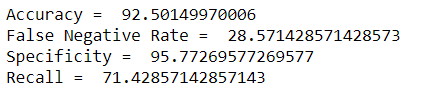 Accuracy =  92.50149970006
False Negative Rate =  28.571428571428573
Specificity =  95.77269577269577
Recall =  71.42857142857143